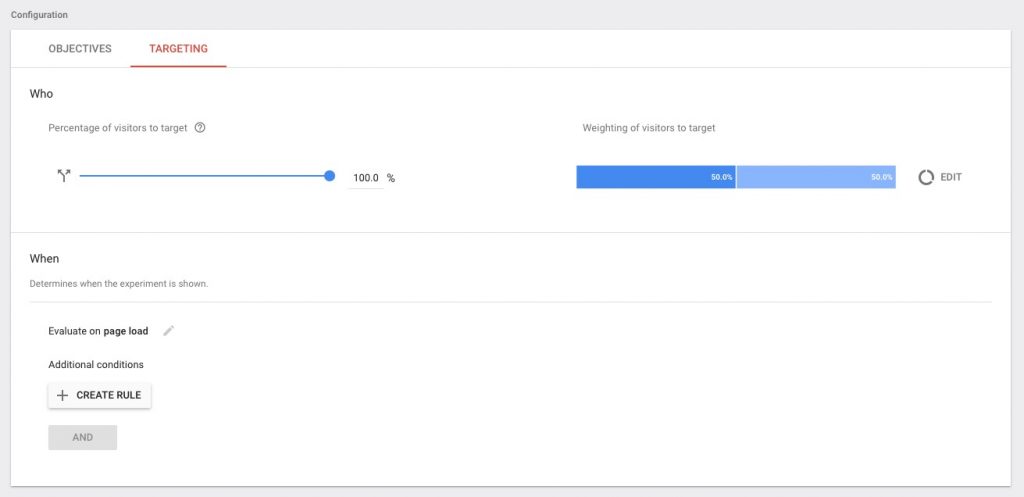 Configuration
OBJECTIVES TARGETING
Who
Percentage of visitors to target ? Weighting of visitors to target
100.0 % 50.0% 50.0% EDIT
When
Determines when the experiment is shown.
Evaluate on page load
Additional conditions
+ CREATE RULE
AND